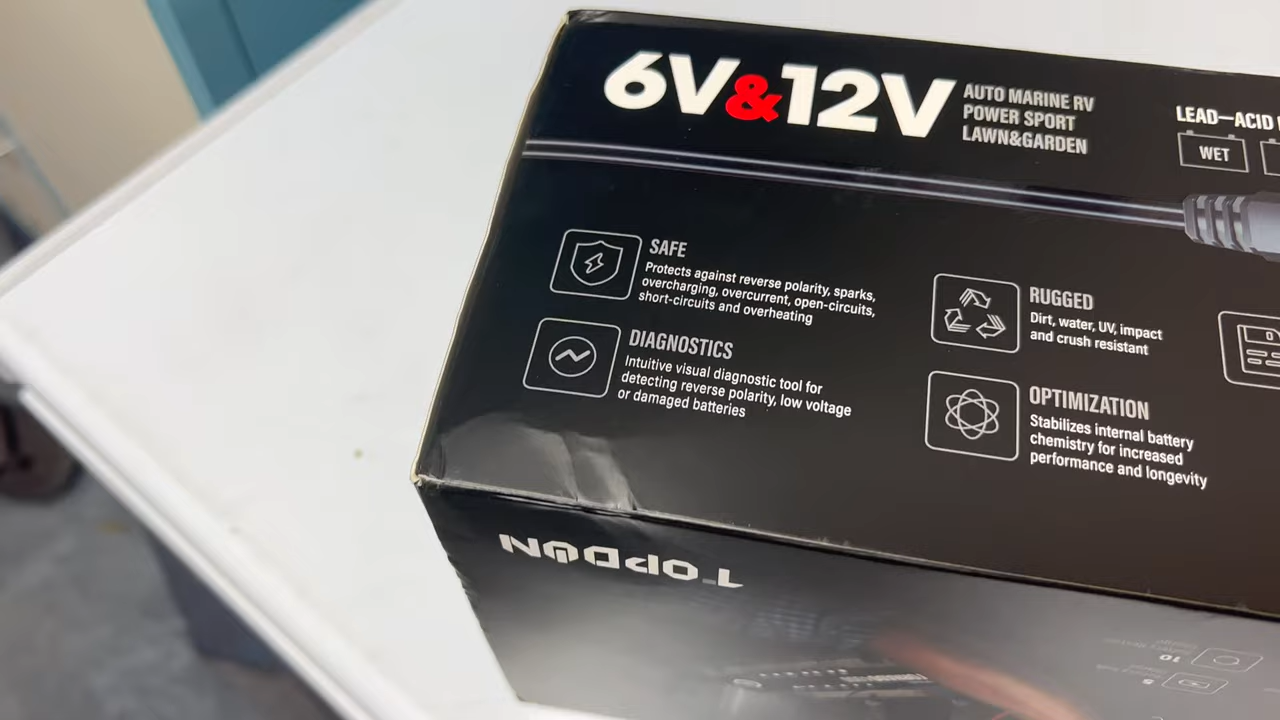 6V&12V
AUTO MARINE RV
POWER SPORT
LAWN&GARDEN
LEAD—ACID
WET
SAFE
Protects against reverse polarity, sparks,
overcharging, overcurrent, open-circuits,
short-circuits and overheating
DIAGNOSTICS
Intuitive visual diagnostic tool for
detecting reverse polarity, low voltage
or damaged batteries
RUGGED
Dirt, water, UV, impact
and crush resistant
OPTIMIZATION
Stabilizes internal battery
chemistry for increased
performance and longevity
TOPDON
10
5